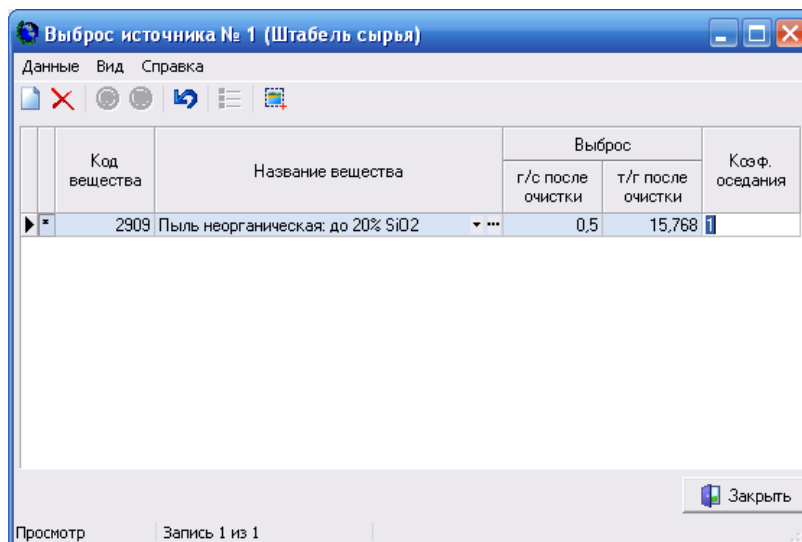 Выброс источника № 1 (Штабель сырья)
Данные Вид Справка
Код вещества
Название вещества
Выброс
г/с после очистки
т/г после очистки
Коэф. оседания
* 2909 Пыль неорганическая: до 20% SiO2 ... 0,5 15,768 1
Закрыть
Просмотр Запись 1 из 1